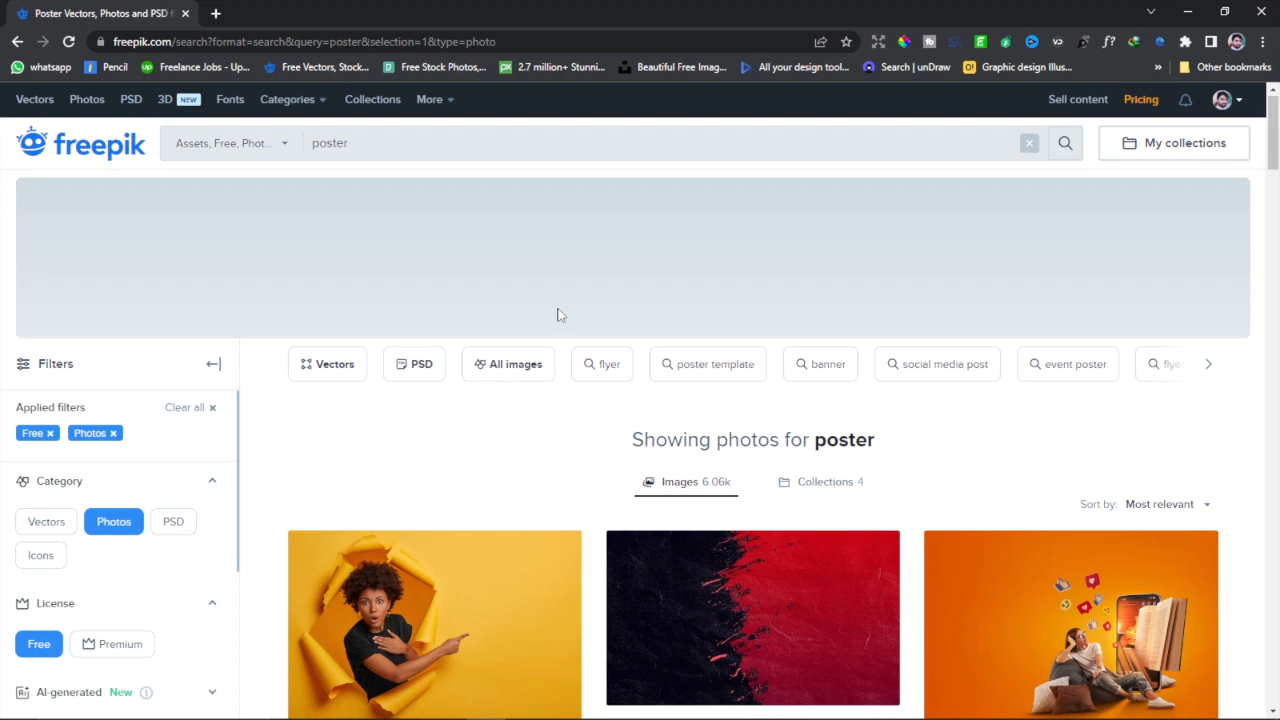 Poster Vectors, Photos and PSD
freepik.com/search?format=search&query=poster&selection=1&type=photo
whatsapp
Pencil
Freelance Jobs - Up...
Free Vectors, Stock...
Free Stock Photos,...
2.7 million+ Stunni...
Beautiful Free Imag...
All your design tool...
Search | unDraw
Graphic design Illus...
»
Other bookmarks
Vectors
Photos
PSD
3D NEW
Fonts
Categories
Collections
More
Sell content
Pricing
freepik
Assets, Free, Phot...
poster
My collections
Filters
Vectors
PSD
All images
flyer
poster template
banner
social media post
event poster
Applied filters
Clear all ×
Free ×
Photos ×
Showing photos for poster
Category
Images 6.06k
Collections 4
Sort by: Most relevant
Vectors
Photos
PSD
Icons
License
Free
Premium
AI-generated New